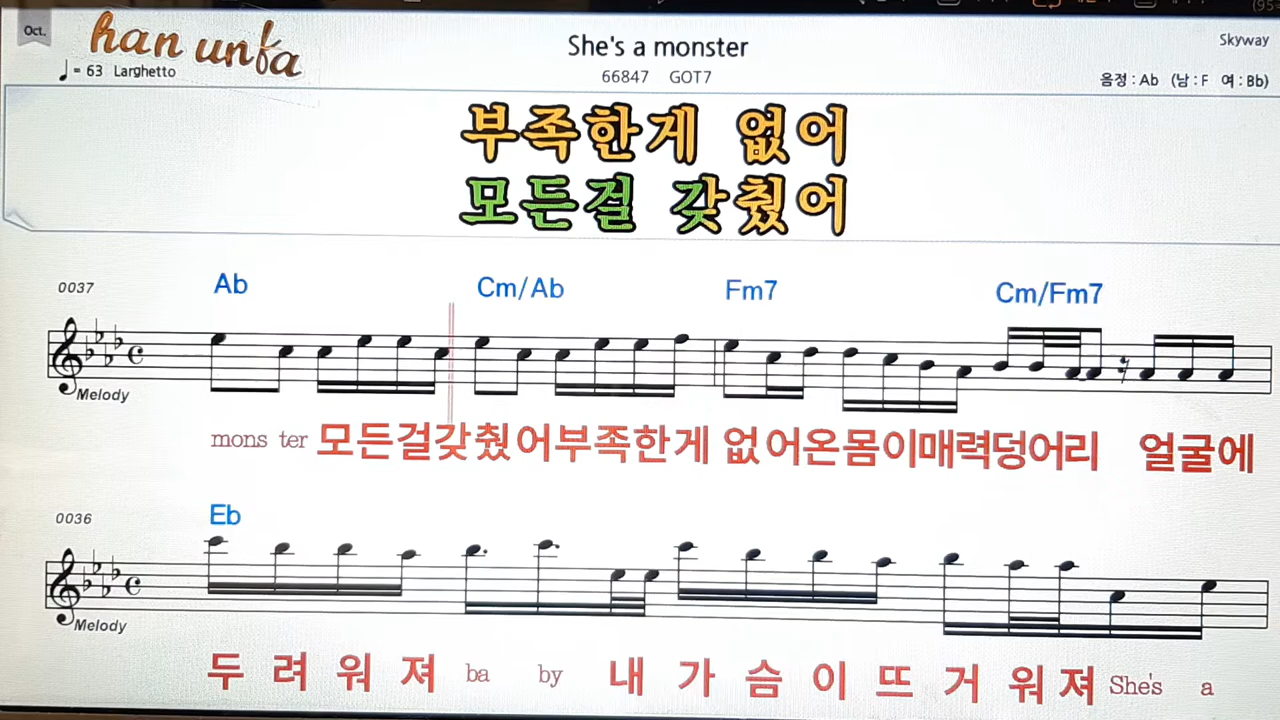 Oct.
han unfa
♩= 63 Larghetto
She's a monster
66847 GOT7
Skyway
음정 : Ab (남 : F 여 : Bb)
부족한게 없어
모든걸 갖췄어
0037
Ab Cm/Ab Fm7 Cm/Fm7
Melody
mons ter 모든걸갖췄어부족한게 없어온몸이매력덩어리 얼굴에
0036
Eb
Melody
두 려 워 져 ba by 내 가 슴 이 뜨 거 워 져 She's a